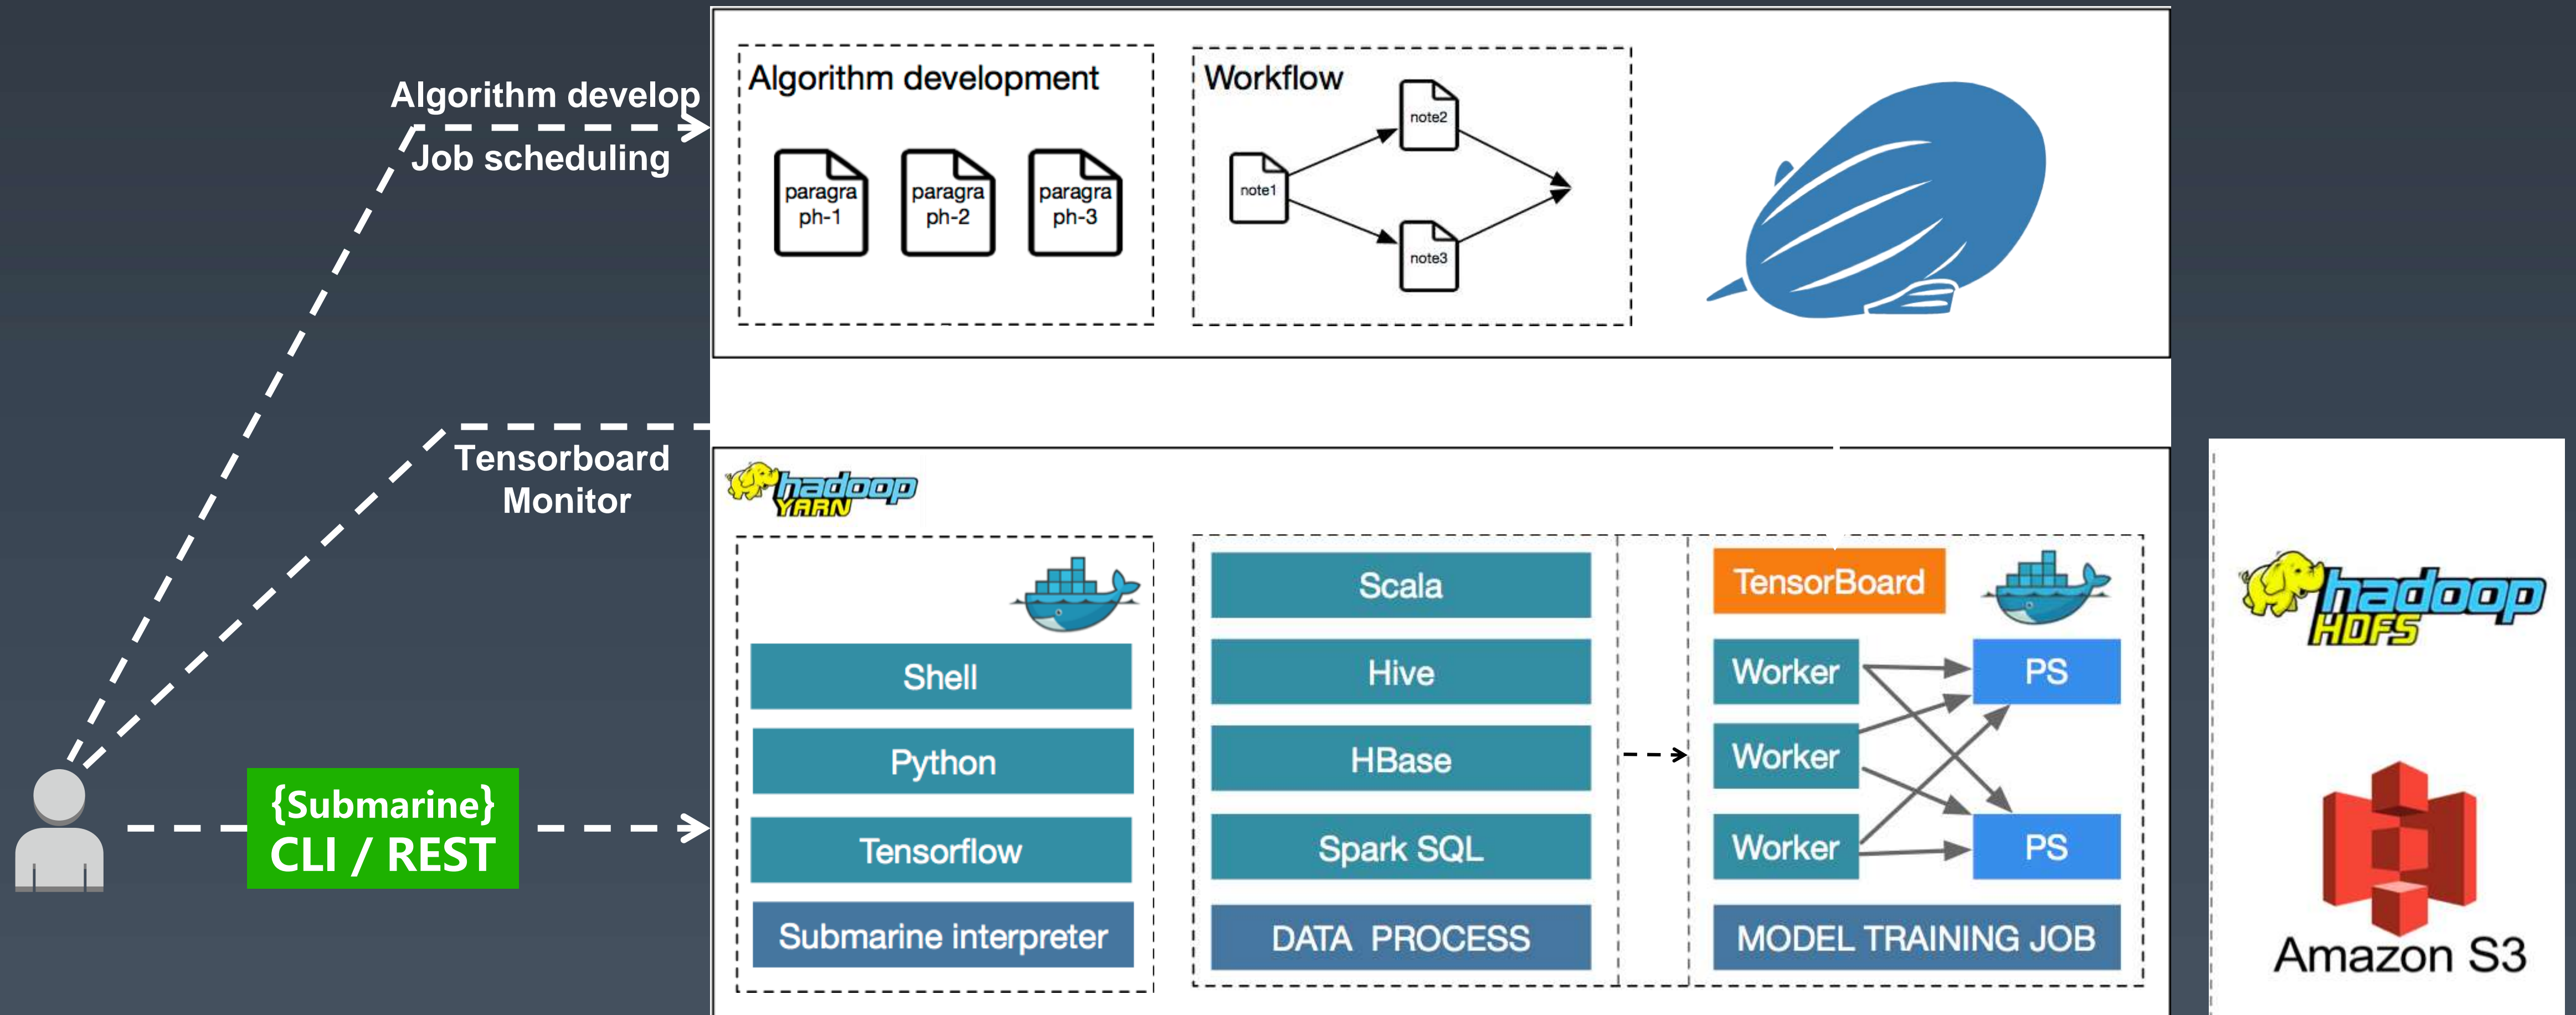 Algorithm develop
Job scheduling
Tensorboard
Monitor
{Submarine}
CLI / REST
Algorithm development
paragra
ph-1
paragra
ph-2
paragra
ph-3
Workflow
note1
note2
note3
hadoop
YARN
Shell
Python
Tensorflow
Submarine interpreter
Scala
Hive
HBase
Spark SQL
DATA PROCESS
TensorBoard
Worker
PS
Worker
Worker
PS
MODEL TRAINING JOB
hadoop
HDFS
Amazon S3